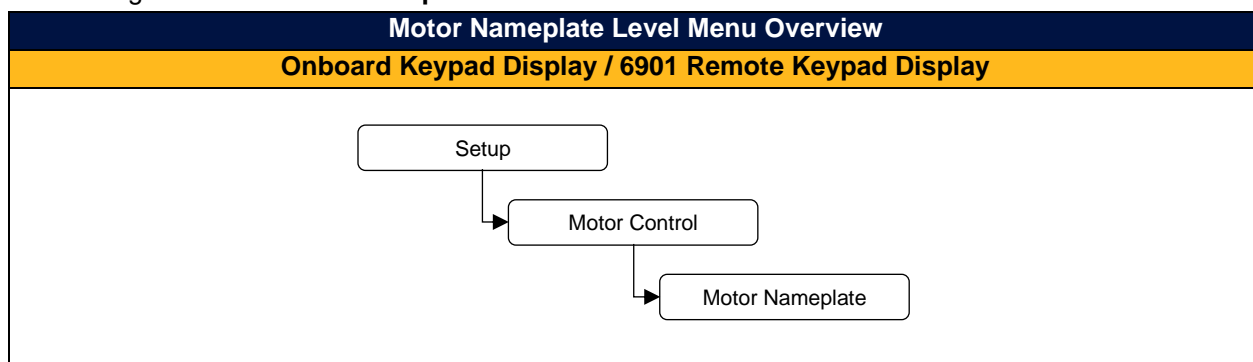 Motor Nameplate Level Menu Overview
Onboard Keypad Display / 6901 Remote Keypad Display
Setup
Motor Control
Motor Nameplate